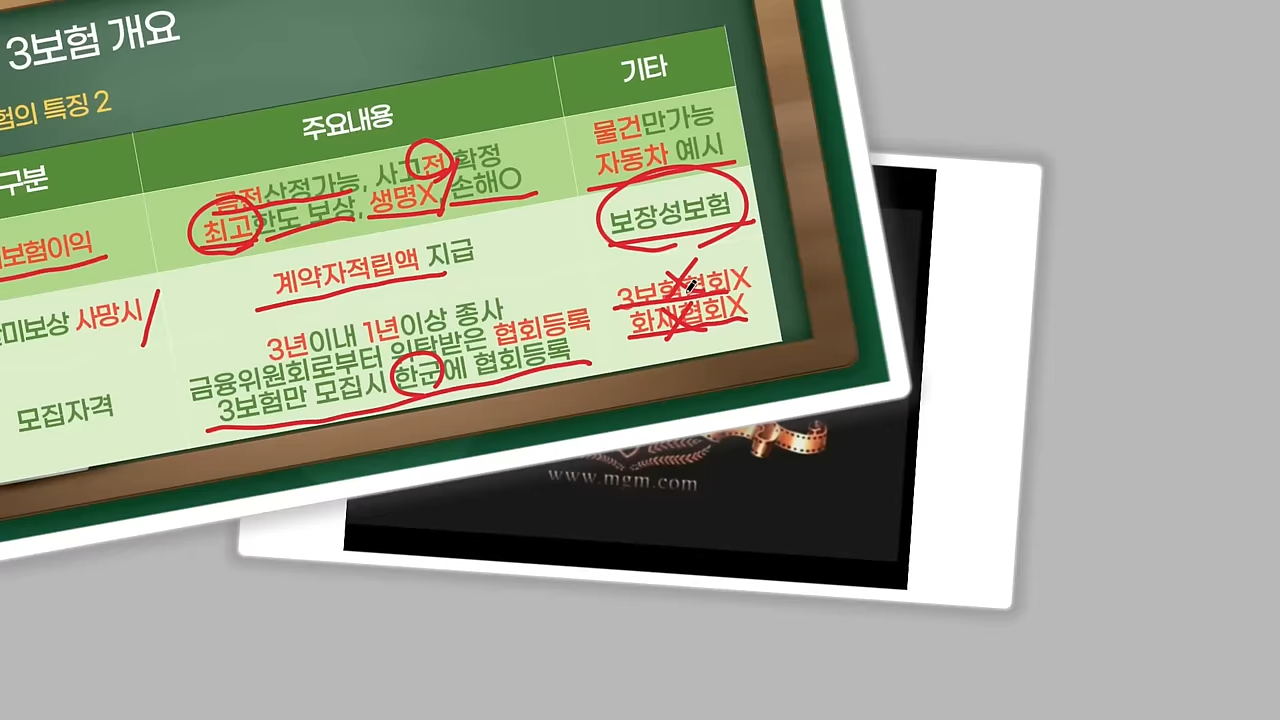 3보험 개요
험의 특징 2
구분
주요내용
기타
보험이익
금전산정가능, 사고전 확정
최고한도 보상, 생명X, 손해O
물건만가능
자동차 예시
미보상 사망시
계약자적립액 지급
보장성보험
모집자격
3년이내 1년이상 종사
금융위원회로부터 위탁받은 협회등록
3보험만 모집시 한군에 협회등록
3보험협회X
화재협회X
www.mgm.com